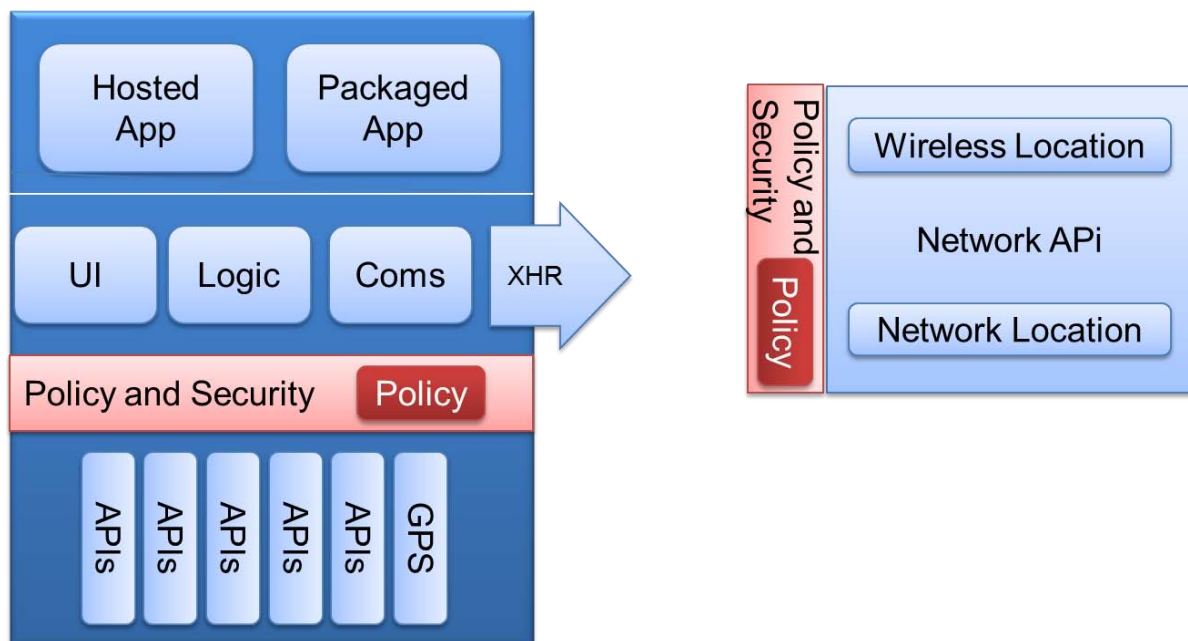 Hosted
App
Packaged
App
UI
Logic
Coms
XHR
Policy and Security
Policy
APIs
APIs
APIs
APIs
APIs
GPS
Policy and
Security
Policy
Wireless Location
Network APi
Network Location